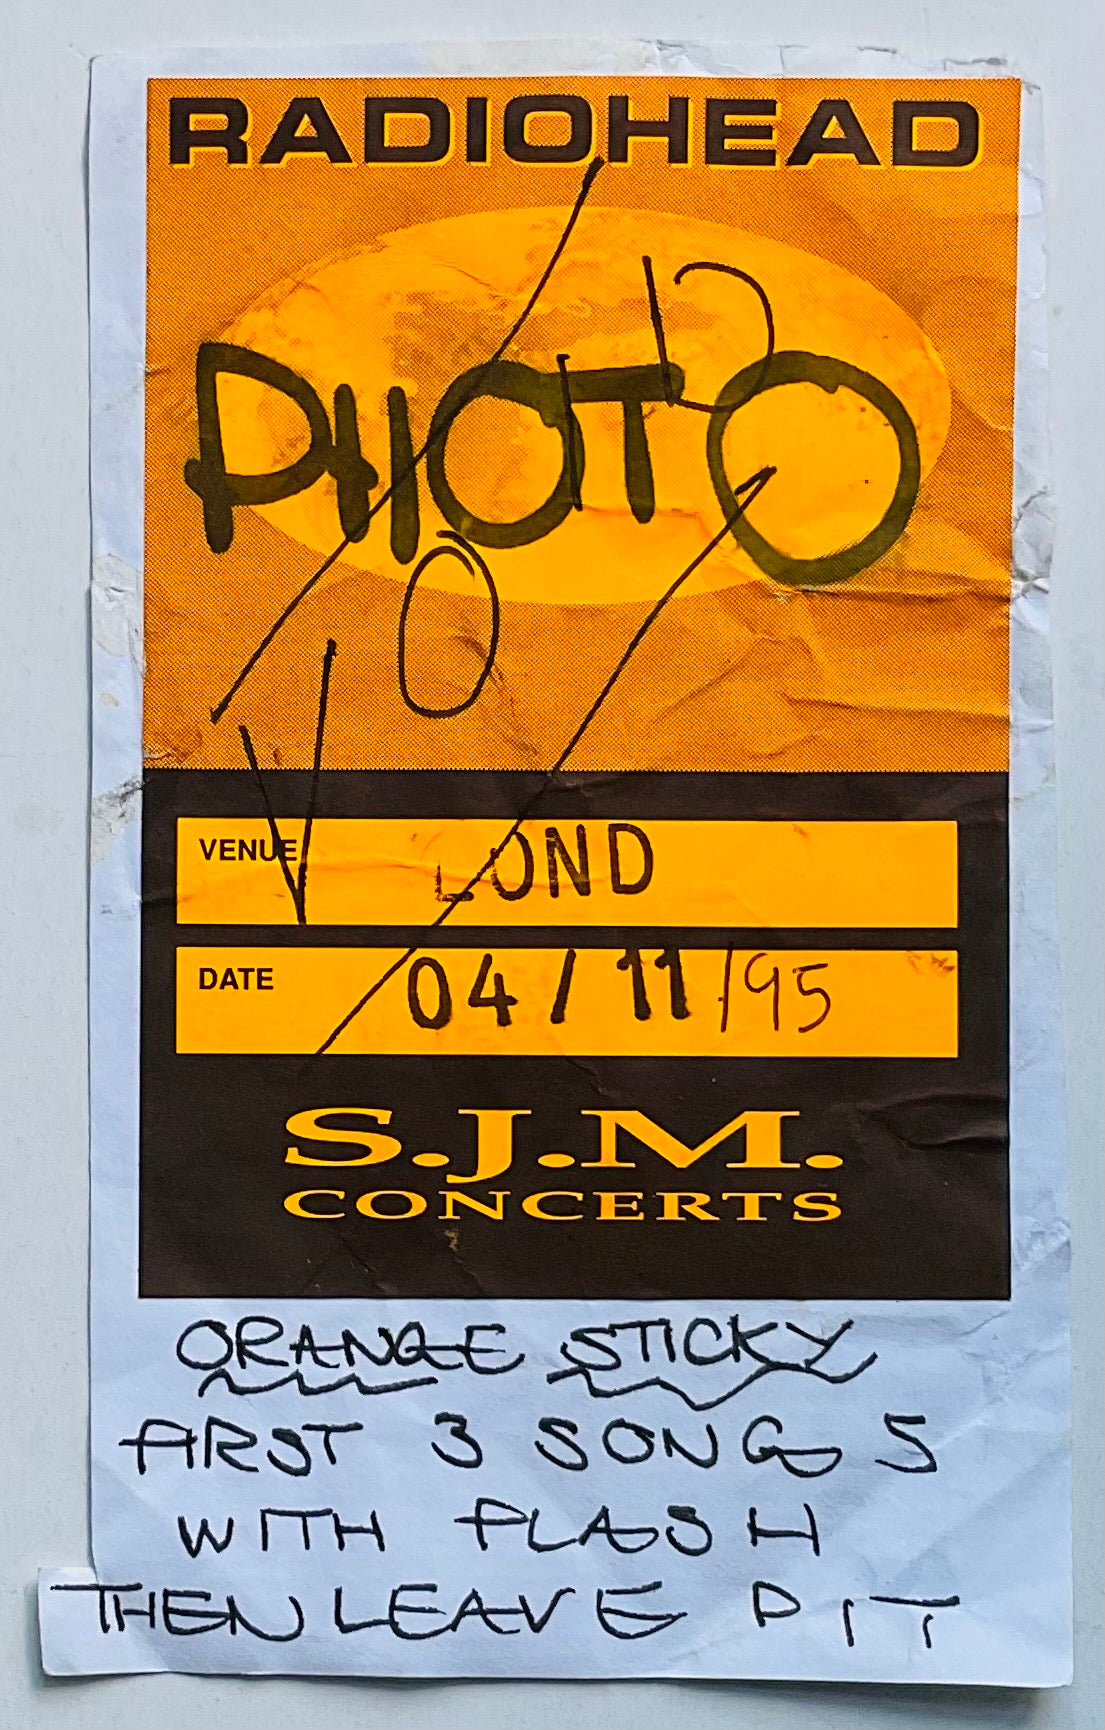 RADIOHEAD
PHOTO
VENUE LOND
DATE 04/11/95
S.J.M.
CONCERTS
ORANGE STICKY
FIRST 3 SONGS
WITH FLASH
THEN LEAVE PIT